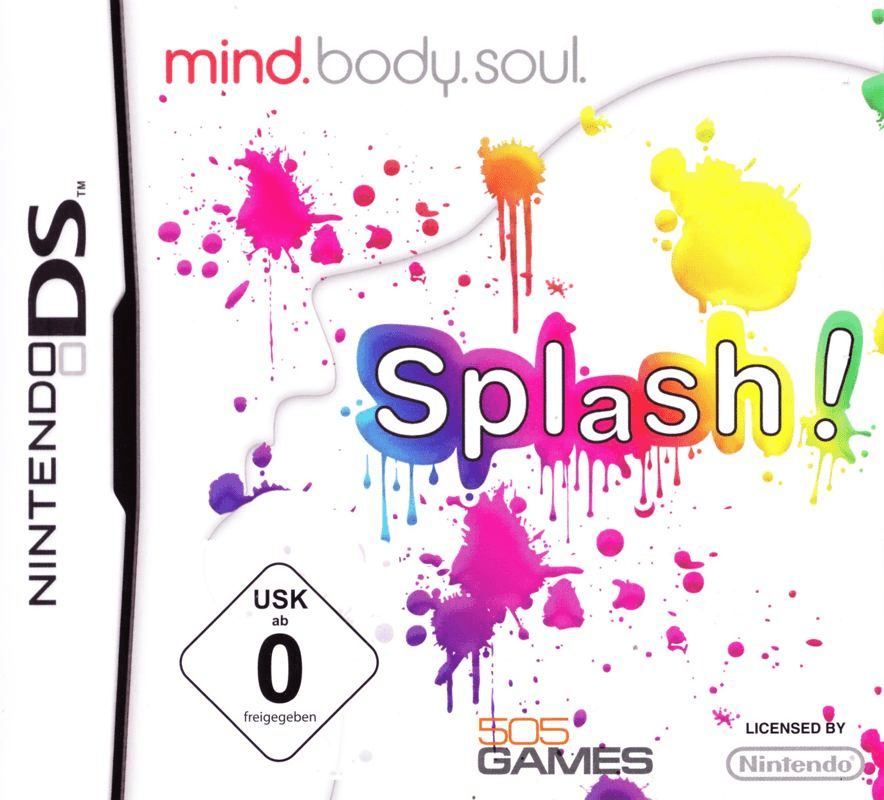 NINTENDO DS™
mind.body.soul.
Splash!
USK
ab
0
freigegeben
505
GAMES
LICENSED BY
Nintendo